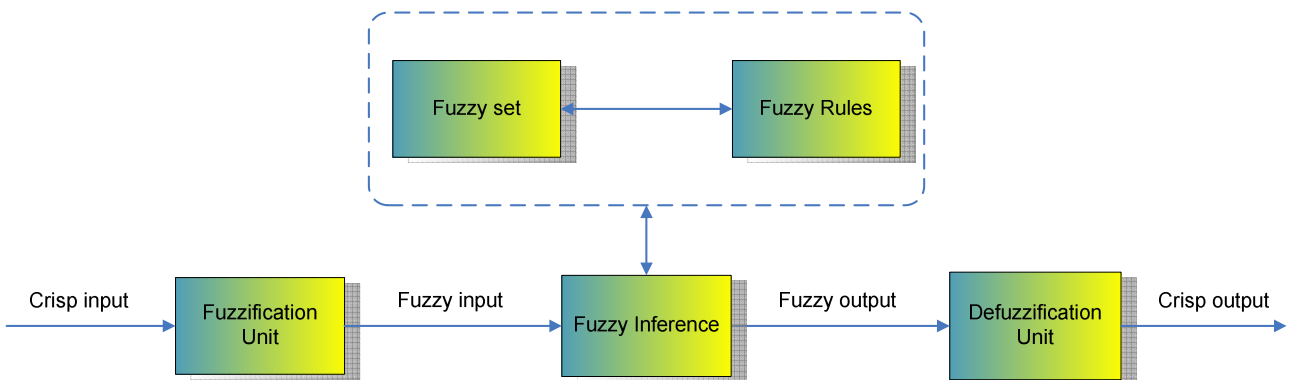 Fuzzy set
Fuzzy Rules
Crisp input
Fuzzification
Unit
Fuzzy input
Fuzzy Inference
Fuzzy output
Defuzzification
Unit
Crisp output